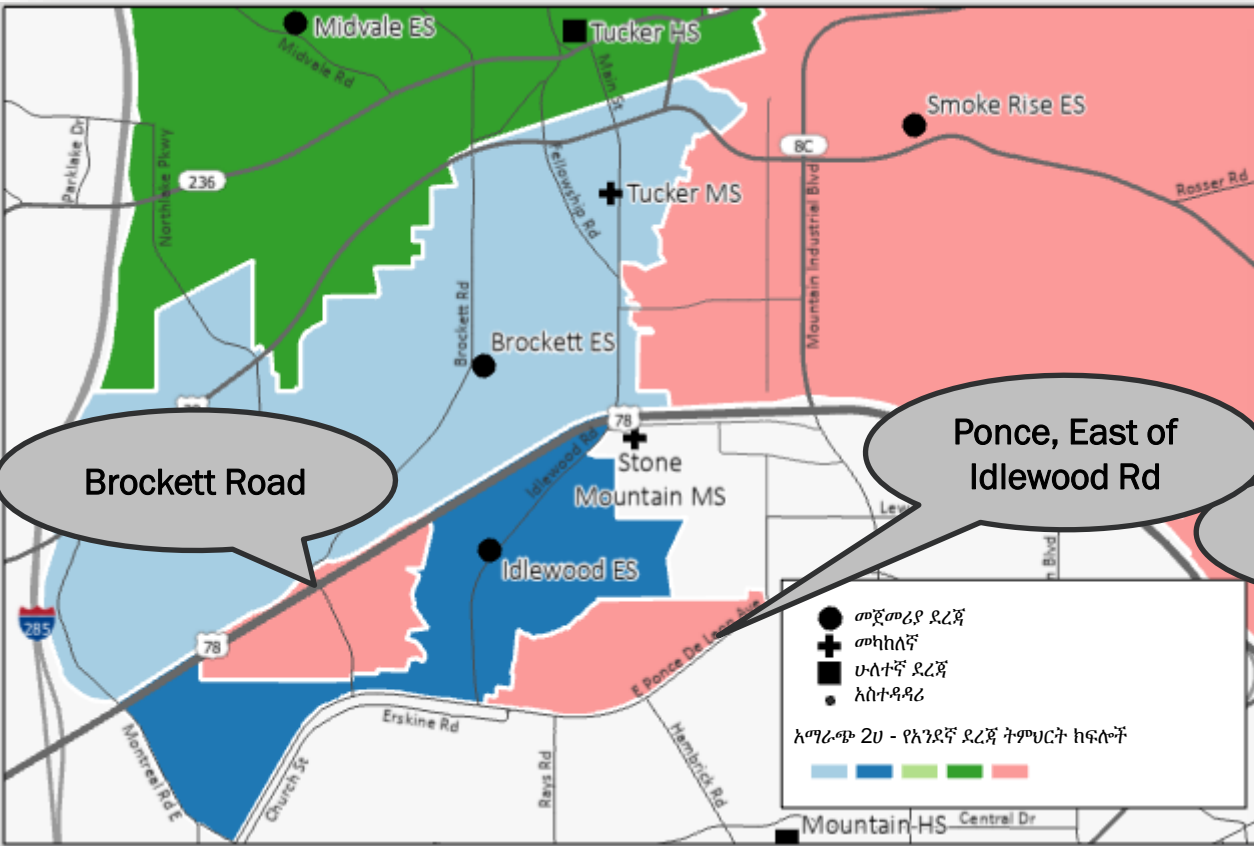 Midvale ES
Tucker HS
Midvale Rd
Main St
Smoke Rise ES
Parklake Dr
Northlake Pkwy
8C
236
Fellowship Rd
Tucker MS
Rosser Rd
Mountain Industrial Blvd
Brockett Rd
Brockett ES
78
Ponce, East of
Idlewood Rd
Brockett Road
Idlewood Rd
Stone
Mountain MS
Idlewood ES
n Blvd
285
78
E Ponce De Leon Ave
መጀመሪያ ደረጃ
መካከለኛ
ሁለተኛ ደረጃ
አስተዳዳሪ
አማራጭ 2ሀ - የአንደኛ ደረጃ ትምህርት ክፍሎች
Erskine Rd
Montreal Rd E
Church St
Rays Rd
Hambrick Rd
Mountain HS
Central Dr